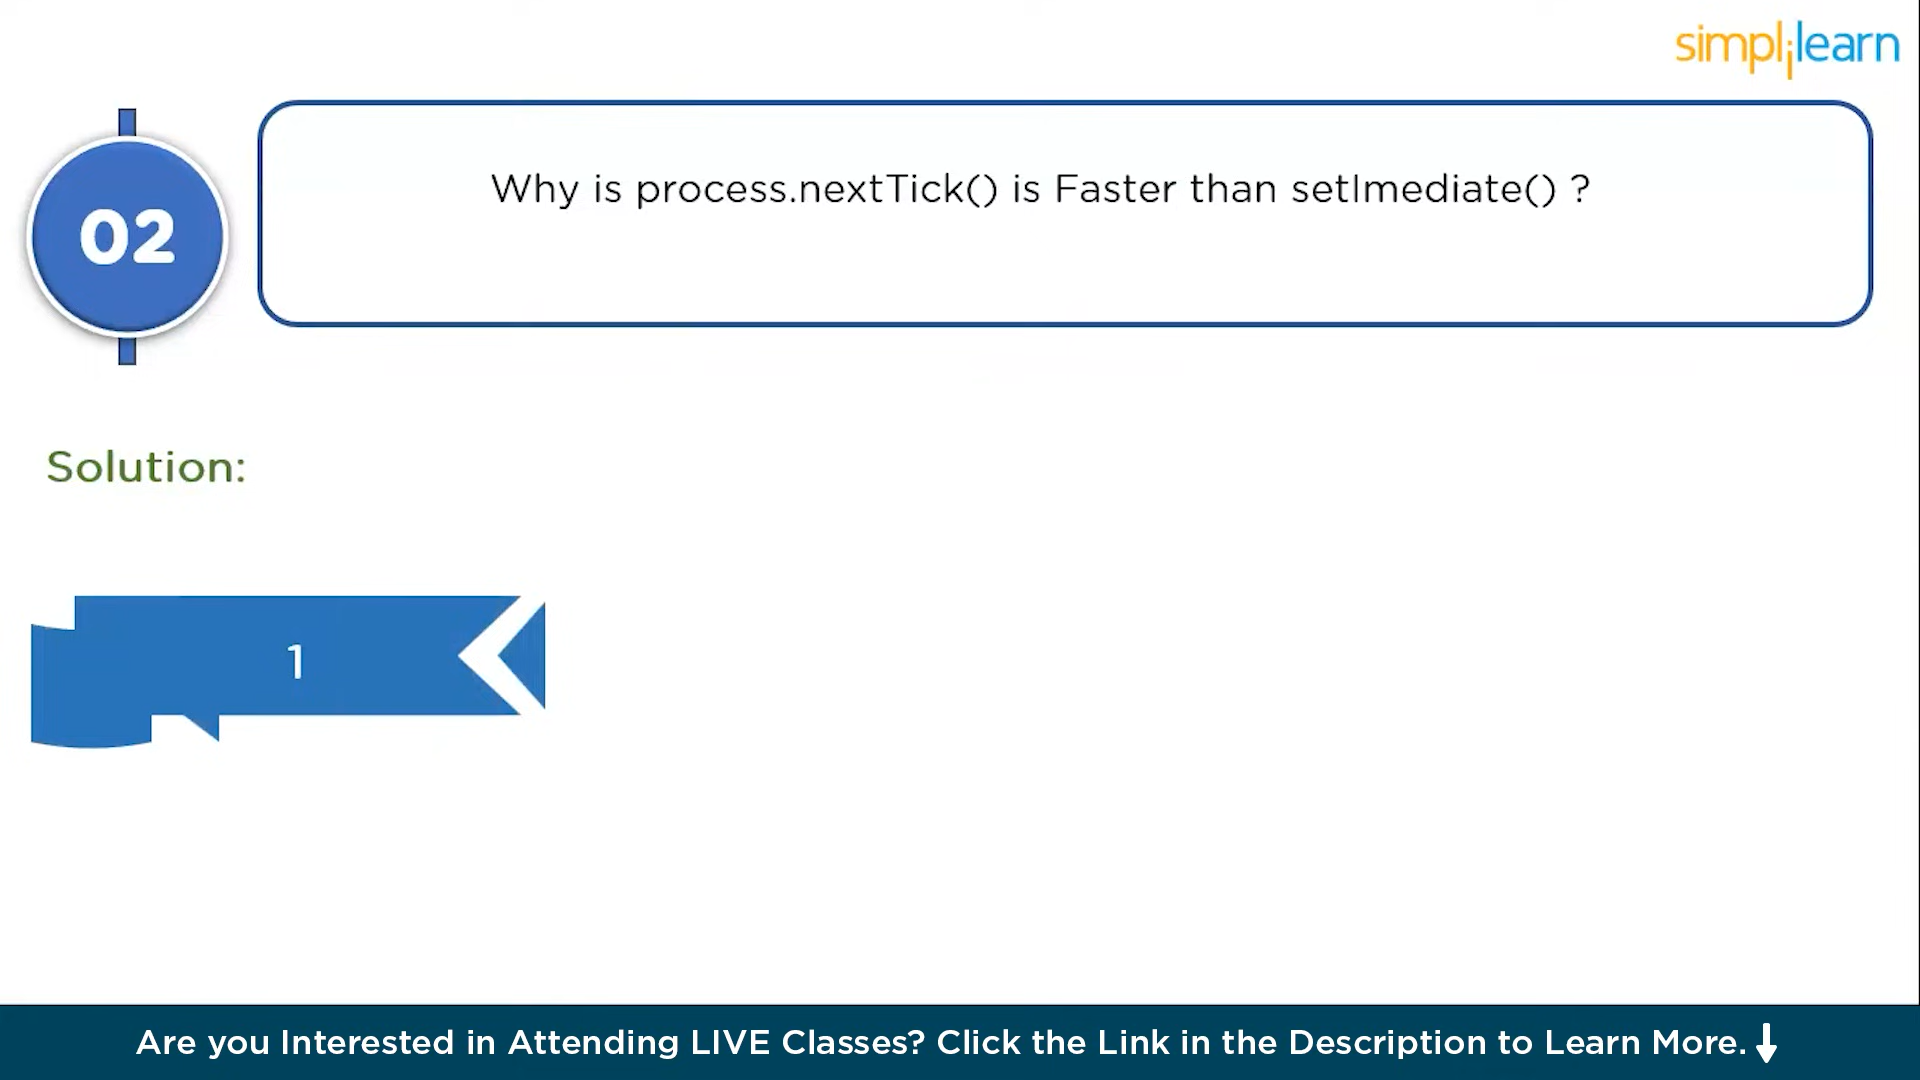 simplilearn
02
Why is process.nextTick() is Faster than setImediate() ?
Solution:
1
Are you Interested in Attending LIVE Classes? Click the Link in the Description to Learn More.